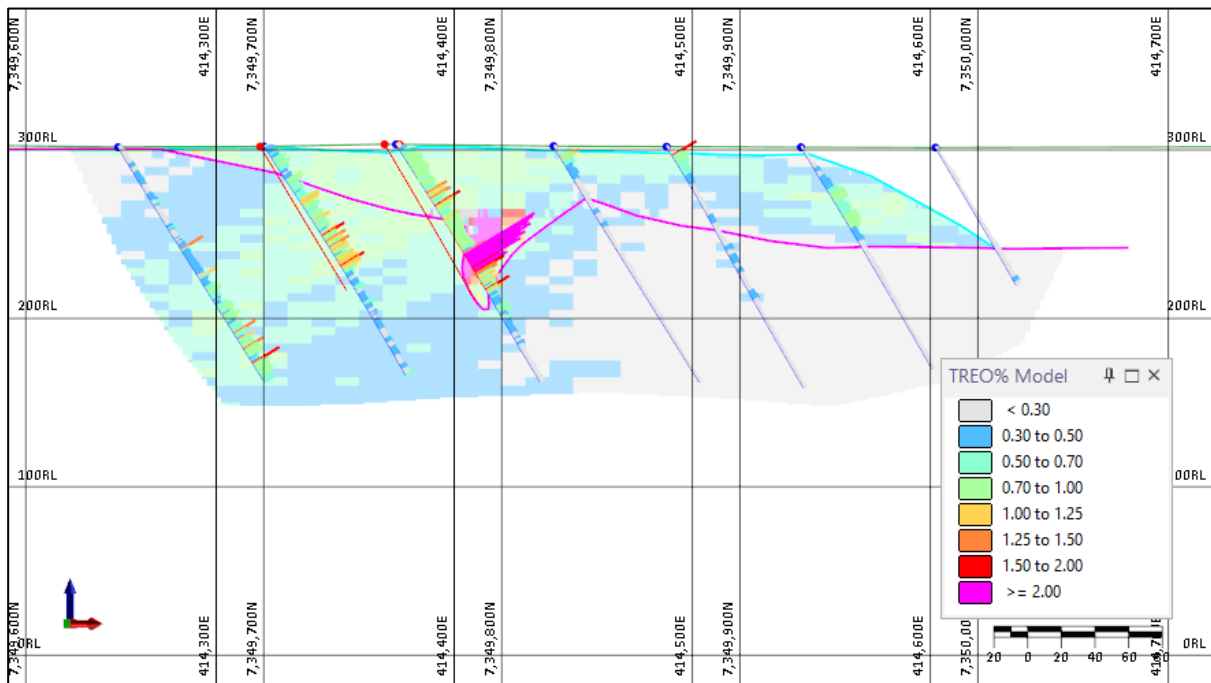 7,349,600N
414,300E
7,349,700N
414,400E
7,349,800N
414,500E
7,349,900N
414,600E
7,350,000N
414,700E
300RL
300RL
200RL
200RL
100RL
00RL
0RL
0RL
TREO% Model
< 0.30
0.30 to 0.50
0.50 to 0.70
0.70 to 1.00
1.00 to 1.25
1.25 to 1.50
1.50 to 2.00
>= 2.00
20 0 20 40 60
7,349,600N
414,300E
7,349,700N
414,400E
7,349,800N
414,500E
7,349,900N
414,600E
7,350,000N